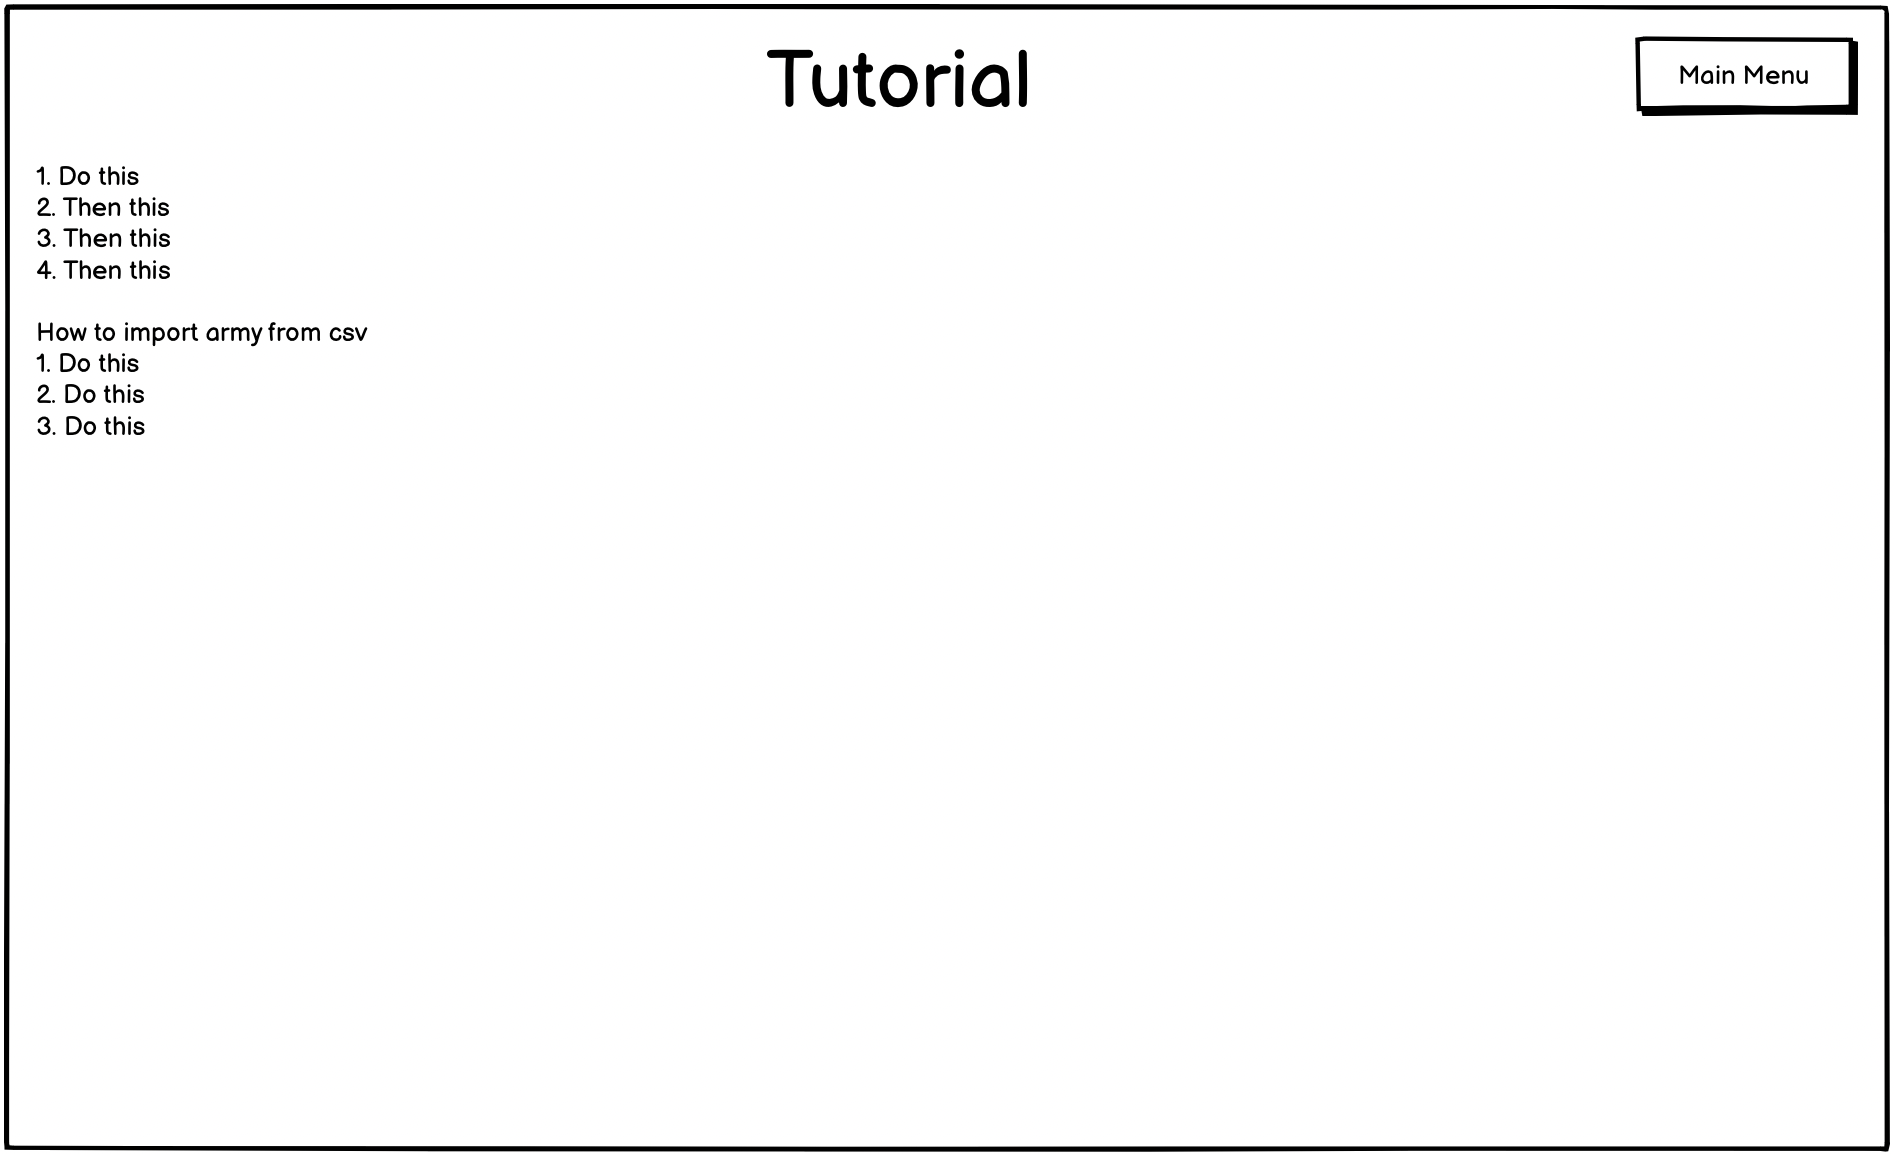 Tutorial
Main Menu
1. Do this
2. Then this
3. Then this
4. Then this
How to import army from csv
1. Do this
2. Do this
3. Do this